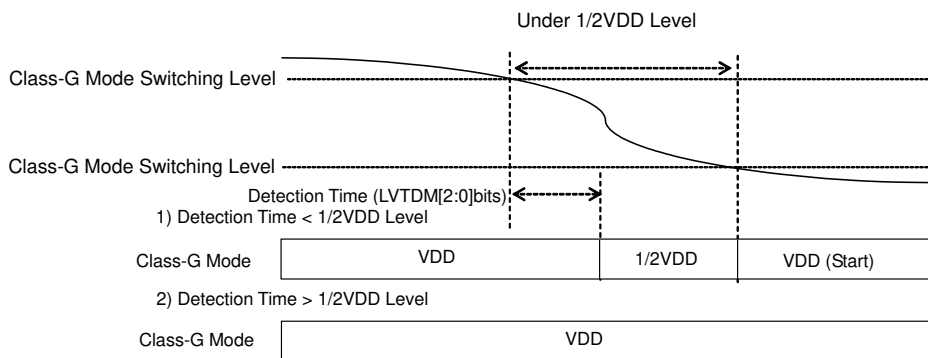 Under 1/2VDD Level
Class-G Mode Switching Level
Class-G Mode Switching Level
Detection Time (LVTDM[2:0]bits)
1) Detection Time < 1/2VDD Level
Class-G Mode
VDD
1/2VDD
VDD (Start)
2) Detection Time > 1/2VDD Level
Class-G Mode
VDD